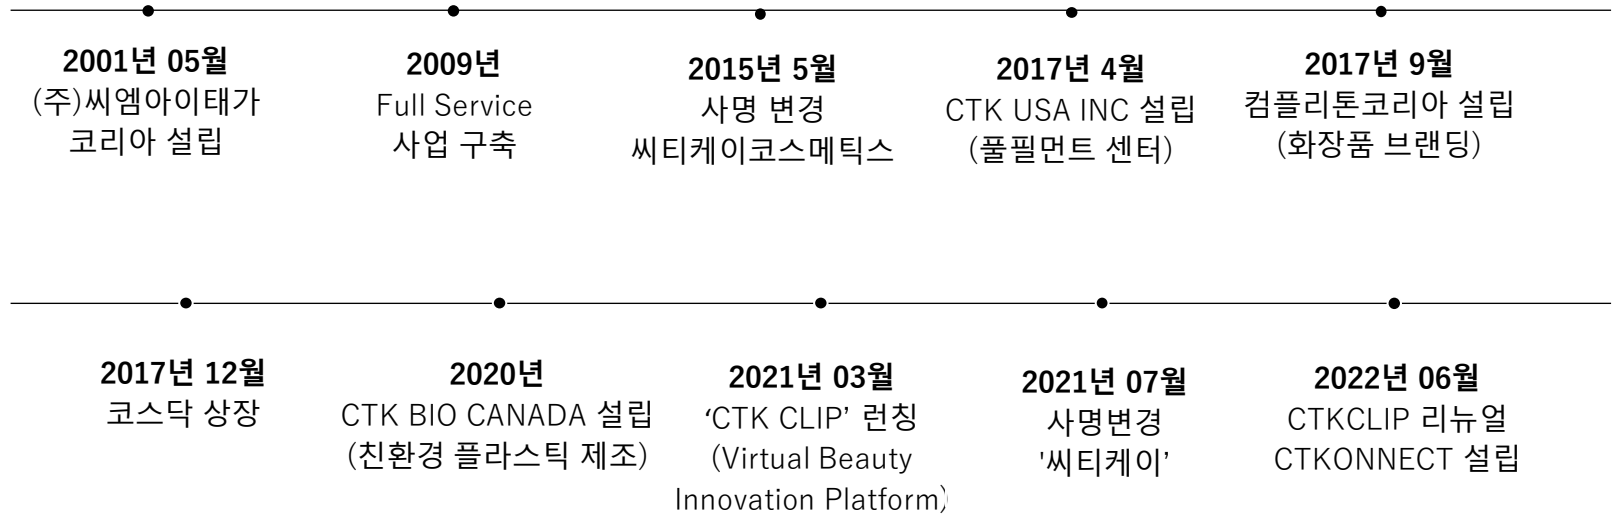 2001년 05월
(주)씨엠아이태가
코리아 설립
2009년
Full Service
사업 구축
2015년 5월
사명 변경
씨티케이코스메틱스
2017년 4월
CTK USA INC 설립
(풀필먼트 센터)
2017년 9월
컴플리톤코리아 설립
(화장품 브랜딩)
2017년 12월
코스닥 상장
2020년
CTK BIO CANADA 설립
(친환경 플라스틱 제조)
2021년 03월
‘CTK CLIP’ 런칭
(Virtual Beauty
Innovation Platform)
2021년 07월
사명변경
'씨티케이’
2022년 06월
CTKCLIP 리뉴얼
CTKONNECT 설립